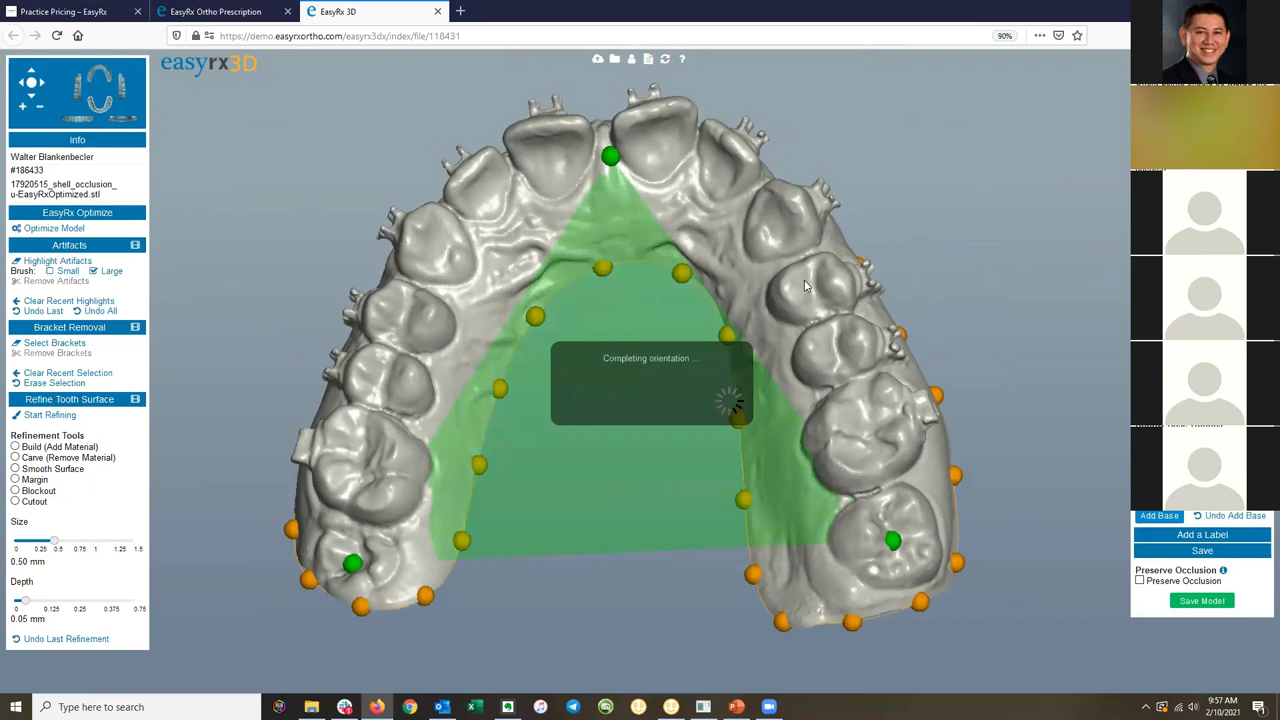 Practice Pricing – EasyRx
EasyRx Ortho Prescription
EasyRx 3D
https://demo.easyrxortho.com/easyrx3dx/index/file/118431
90%
easyrx3D
Info
Walter Blankenbecler
#186433
17920515_shell_occlusion_
u-EasyRxOptimized.stl
EasyRx Optimize
Optimize Model
Artifacts
Highlight Artifacts
Brush: Small Large
Remove Artifacts
Clear Recent Highlights
Undo Last Undo All
Bracket Removal
Select Brackets
Remove Brackets
Clear Recent Selection
Erase Selection
Refine Tooth Surface
Start Refining
Refinement Tools
Build (Add Material)
Carve (Remove Material)
Smooth Surface
Margin
Blockout
Cutout
Size
0 0.25 0.5 0.75 1 1.25 1.5
0.50 mm
Depth
0 0.125 0.25 0.375 0.75
0.05 mm
Undo Last Refinement
Completing orientation ...
Add Base Undo Add Base
Add a Label
Save
Preserve Occlusion
Preserve Occlusion
Save Model
Type here to search
9:57 AM
2/10/2021